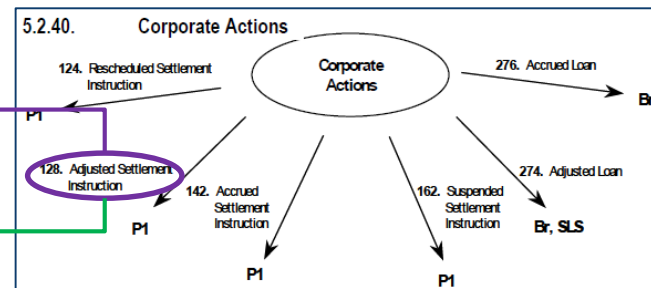 5.2.40. Corporate Actions
124. Rescheduled Settlement
Instruction
Corporate
Actions
276. Accrued Loan
P1
Br
128. Adjusted Settlement
Instruction
142. Accrued
Settlement
Instruction
162. Suspended
Settlement
Instruction
274. Adjusted Loan
P1
Br, SLS
P1
P1